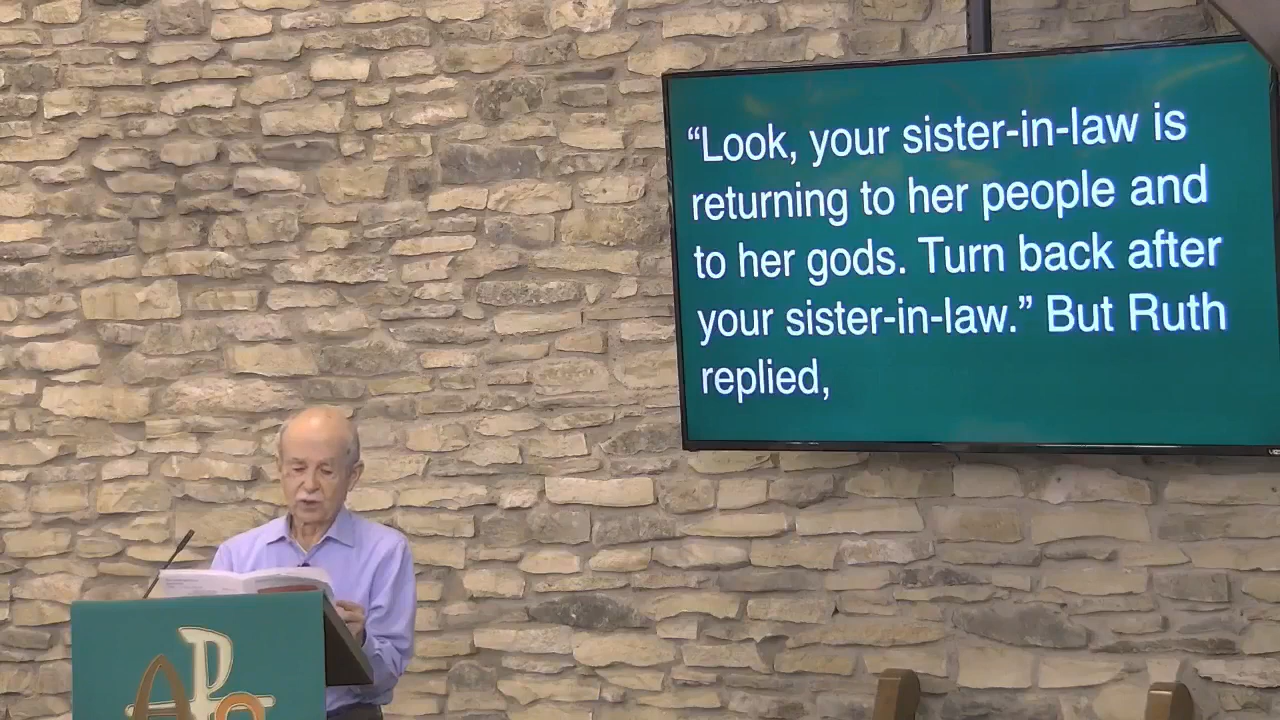 “Look, your sister-in-law is
returning to her people and
to her gods. Turn back after
your sister-in-law.” But Ruth
replied,